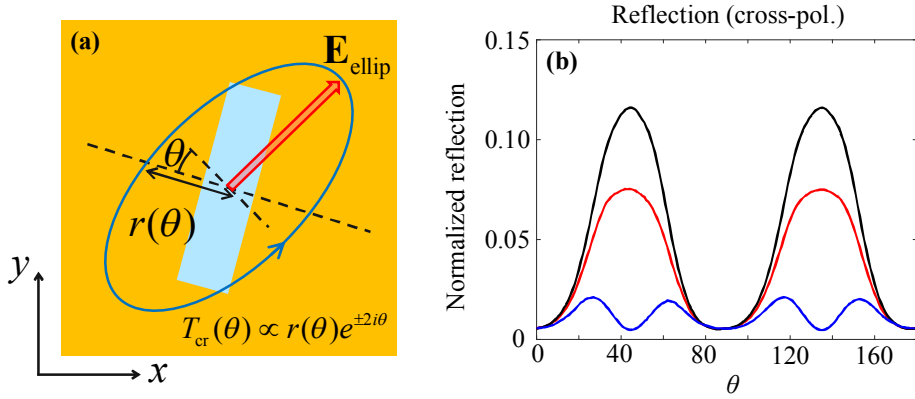 (a)
E_ellip
θ
r(θ)
T_cr(θ) ∝ r(θ)e^{±2iθ}
y
x
Reflection (cross-pol.)
(b)
Normalized reflection
0.15
0.10
0.05
0
0 40 80 120 160
θ